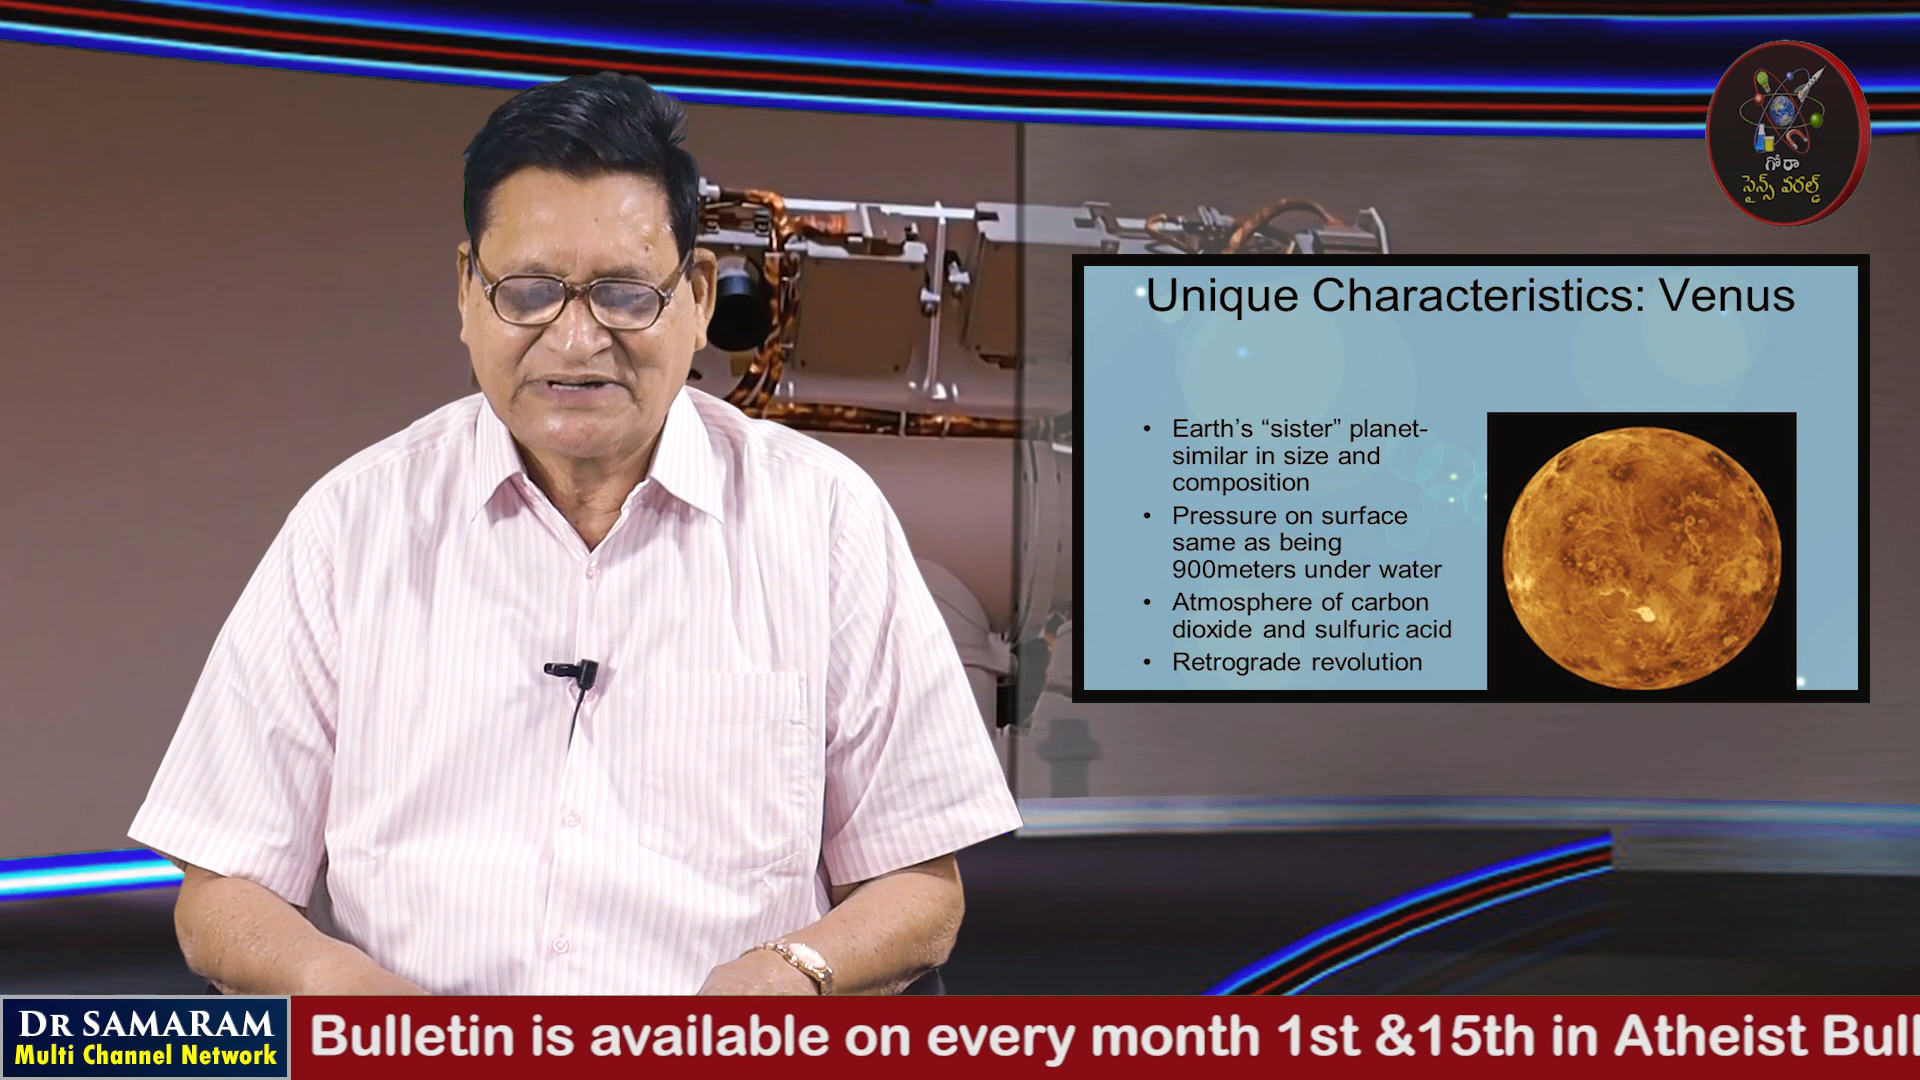 గోరా
సైన్స్ వరల్డ్
Unique Characteristics: Venus
• Earth’s “sister” planet-
similar in size and
composition
• Pressure on surface
same as being
900meters under water
• Atmosphere of carbon
dioxide and sulfuric acid
• Retrograde revolution
DR SAMARAM
Multi Channel Network
Bulletin is available on every month 1st &15th in Atheist Bull